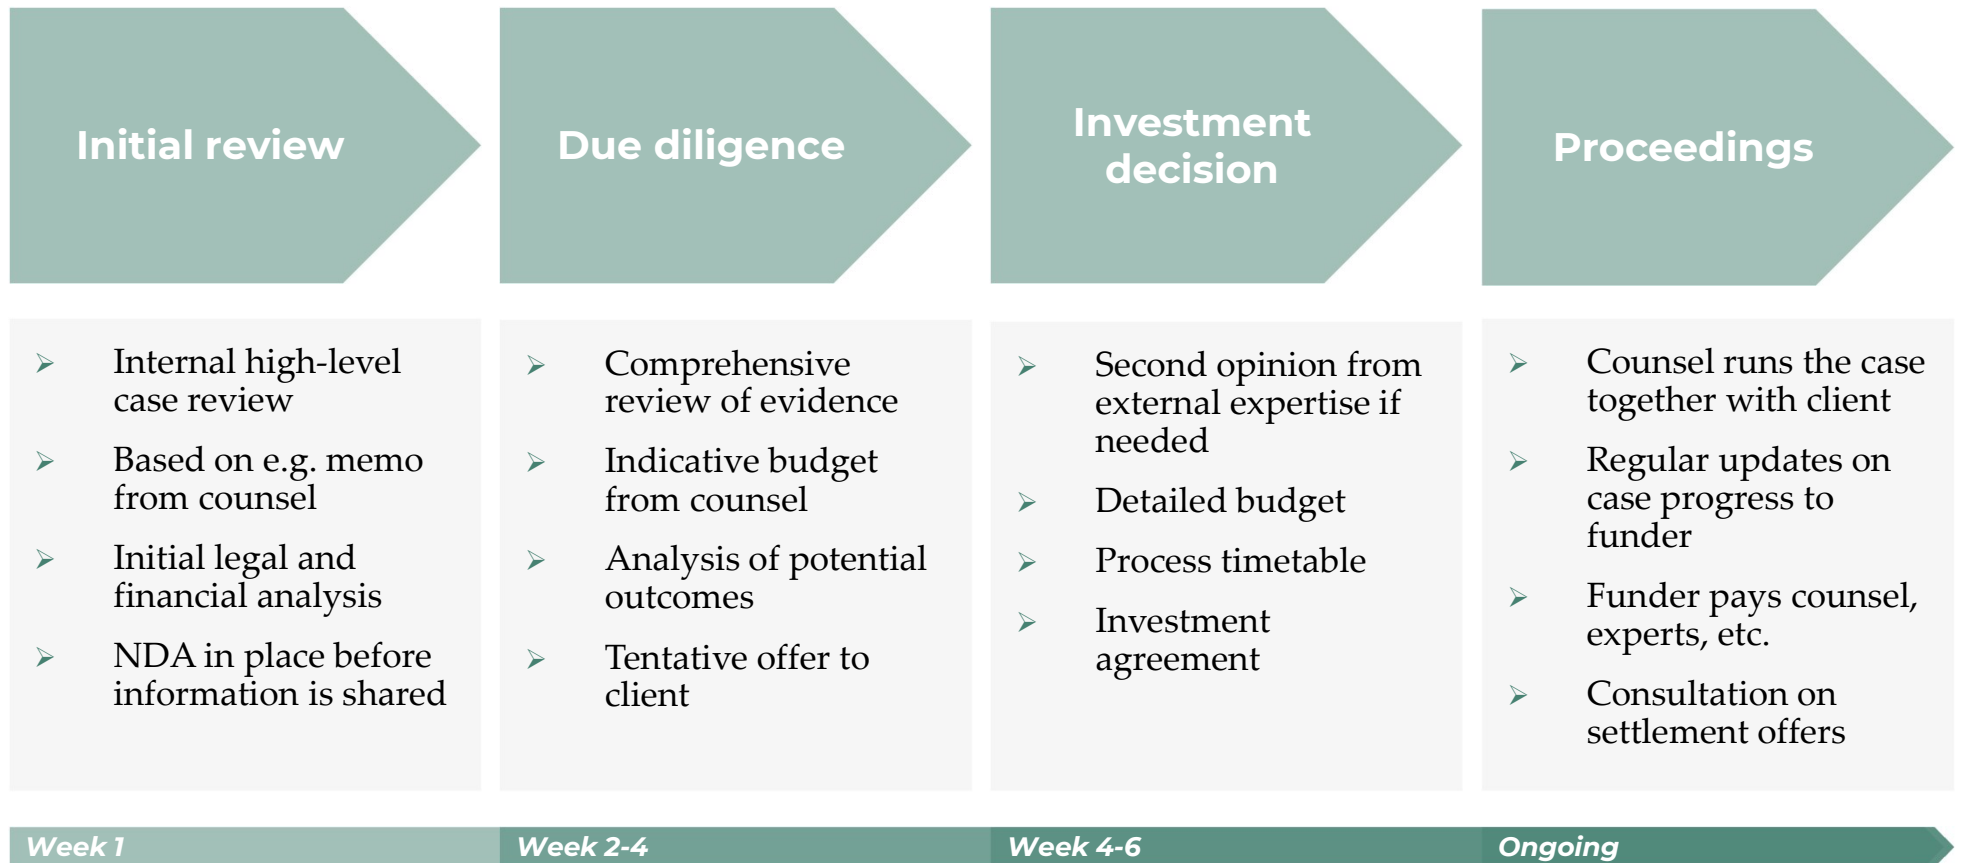 Initial review
Due diligence
Investment
decision
Proceedings
Internal high-level
case review
Based on e.g. memo
from counsel
Initial legal and
financial analysis
NDA in place before
information is shared
Comprehensive
review of evidence
Indicative budget
from counsel
Analysis of potential
outcomes
Tentative offer to
client
Second opinion from
external expertise if
needed
Detailed budget
Process timetable
Investment
agreement
Counsel runs the case
together with client
Regular updates on
case progress to
funder
Funder pays counsel,
experts, etc.
Consultation on
settlement offers
Week 1
Week 2-4
Week 4-6
Ongoing